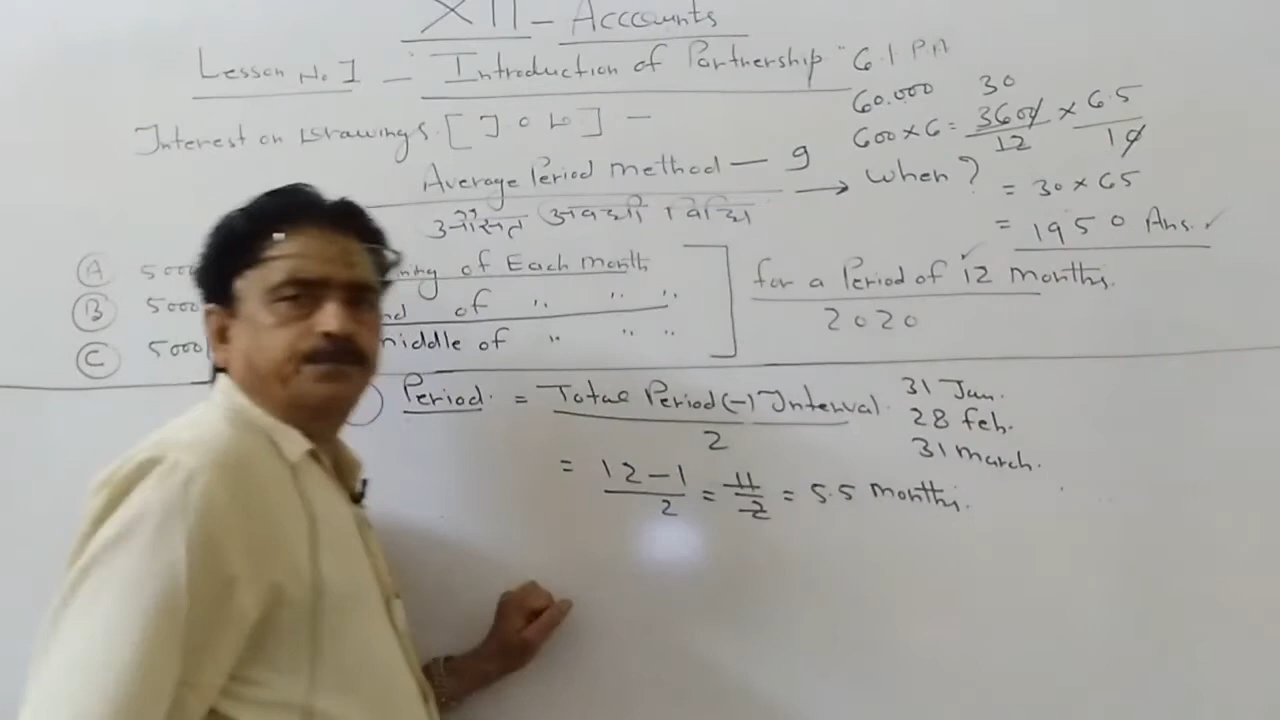 XII - Acccounts
Lesson No. 1 - Introduction of Partnership
6.1 P.A
Interest on Drawings. [I.O.D] -
60.000 30
600 x 6 = 3600/12 x 6.5/10
Average Period method — 9
→ when ?
= 30 x 65
औसत अवधी विधि
= 1950 Ans. ✓
(A) 5000 of Each month
(B) 5000 of " " "
(C) 5000 middle of " " "
for a Period of 12 months.
2020
Period. = Total Period (-) Interval. / 2
31 Jan.
28 feb.
31 march.
= 12 - 1 / 2 = 11/2 = 5.5 months.